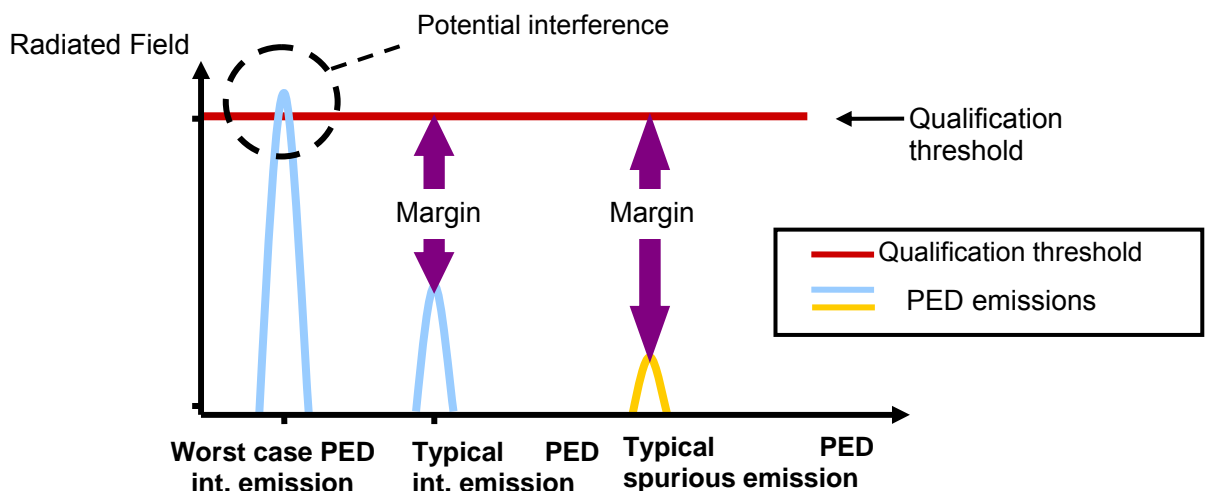 Potential interference
Radiated Field
Qualification
threshold
Margin
Margin
Qualification threshold
PED emissions
Worst case PED
int. emission
Typical PED
int. emission
Typical PED
spurious emission